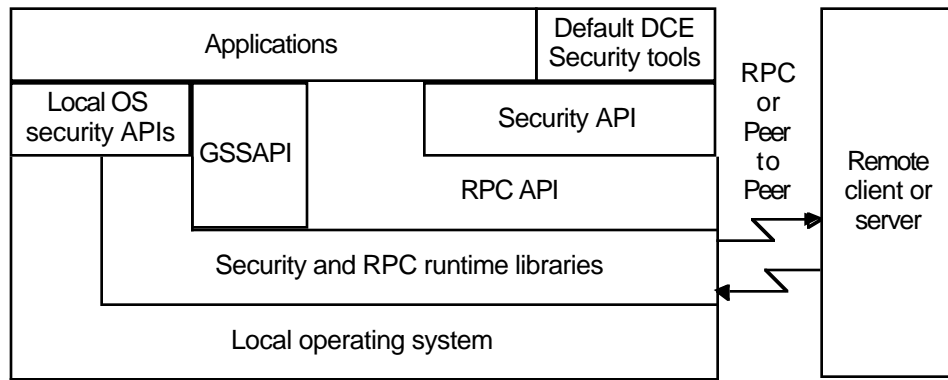 Applications
Default DCE
Security tools
Local OS
security APIs
GSSAPI
Security API
RPC API
Security and RPC runtime libraries
Local operating system
RPC
or
Peer
to
Peer
Remote
client or
server